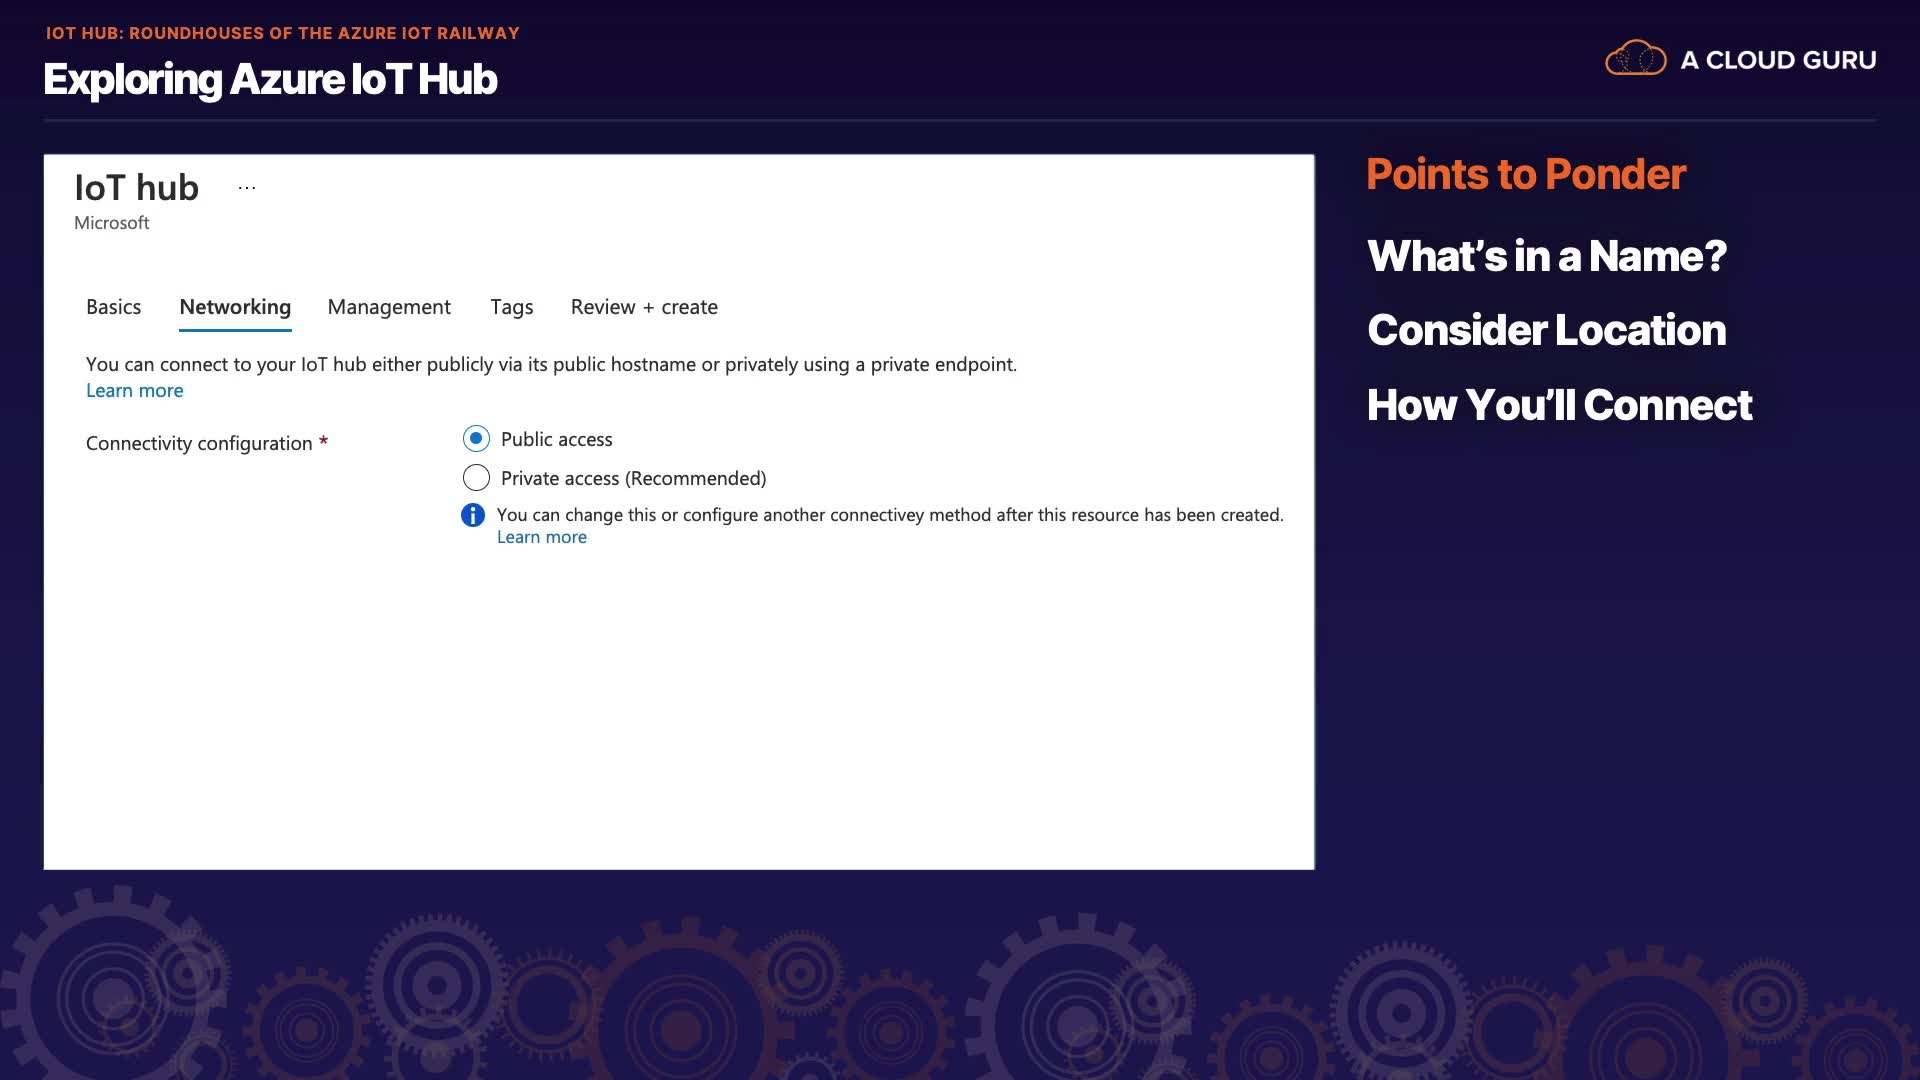 IOT HUB: ROUNDHOUSES OF THE AZURE IOT RAILWAY
Exploring Azure IoT Hub
A CLOUD GURU
IoT hub ...
Microsoft
Basics Networking Management Tags Review + create
You can connect to your IoT hub either publicly via its public hostname or privately using a private endpoint.
Learn more
Connectivity configuration *
Public access
Private access (Recommended)
You can change this or configure another connectivey method after this resource has been created.
Learn more
Points to Ponder
What's in a Name?
Consider Location
How You'll Connect